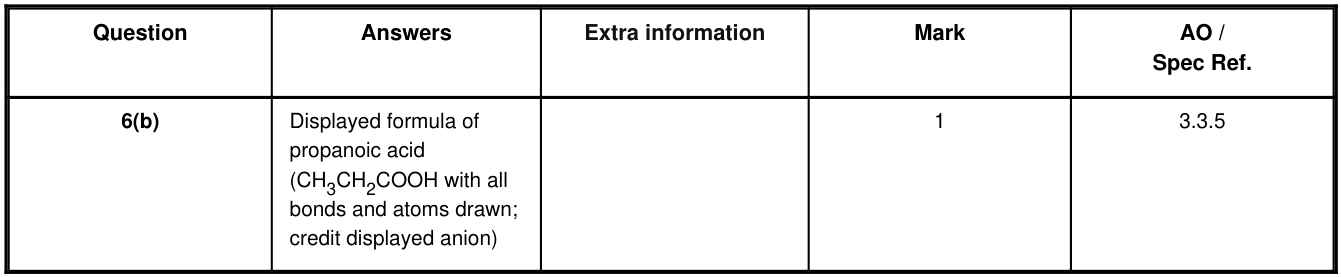 Question Answers Extra information Mark AO /
Spec Ref.
6(b) Displayed formula of 1 3.3.5
propanoic acid
(CH₃CH₂COOH with all
bonds and atoms drawn;
credit displayed anion)